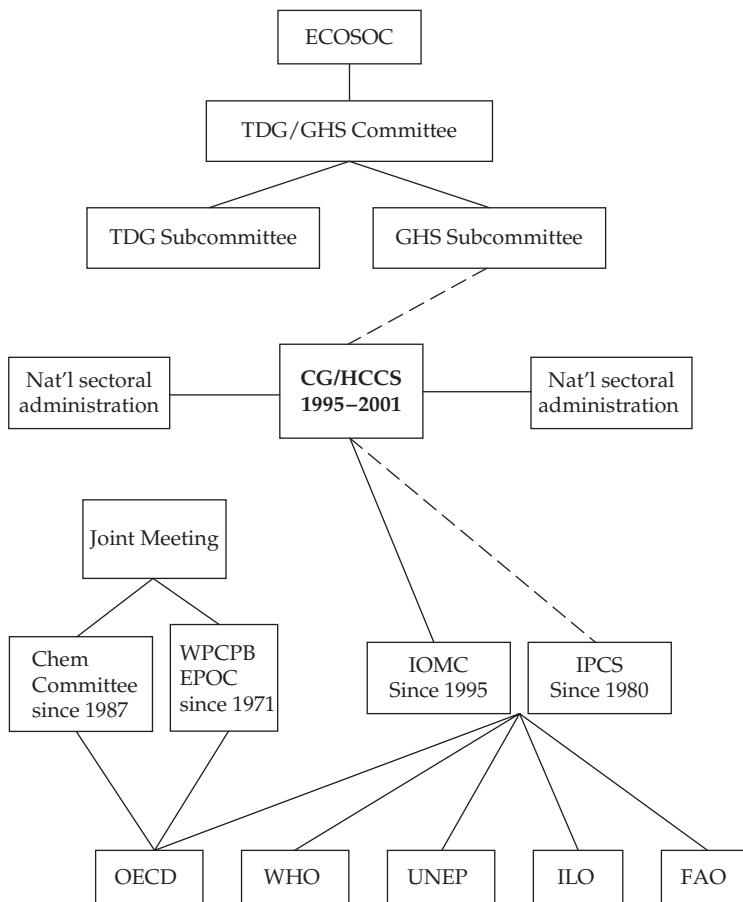 ECOSOC
TDG/GHS Committee
TDG Subcommittee
GHS Subcommittee
Nat’l sectoral
administration
CG/HCCS
1995–2001
Nat’l sectoral
administration
Joint Meeting
Chem
Committee
since 1987
WPCPB
EPOC
since 1971
IOMC
Since 1995
IPCS
Since 1980
OECD
WHO
UNEP
ILO
FAO